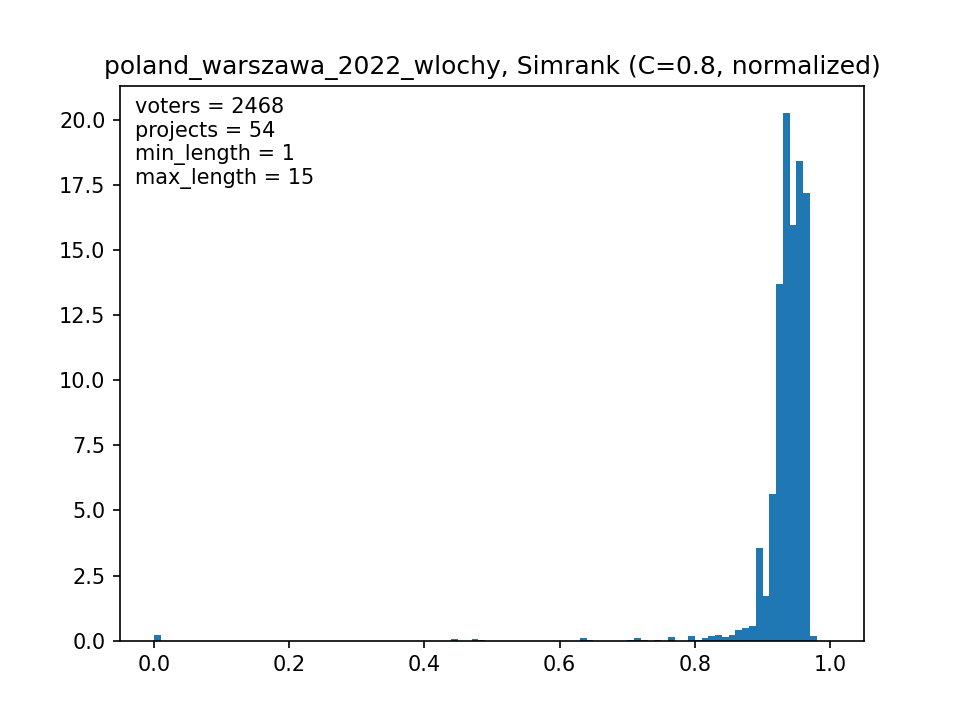 poland_warszawa_2022_wlochy, Simrank (C=0.8, normalized)
voters = 2468
projects = 54
min_length = 1
max_length = 15
20.0
17.5
15.0
12.5
10.0
7.5
5.0
2.5
0.0
0.0 0.2 0.4 0.6 0.8 1.0